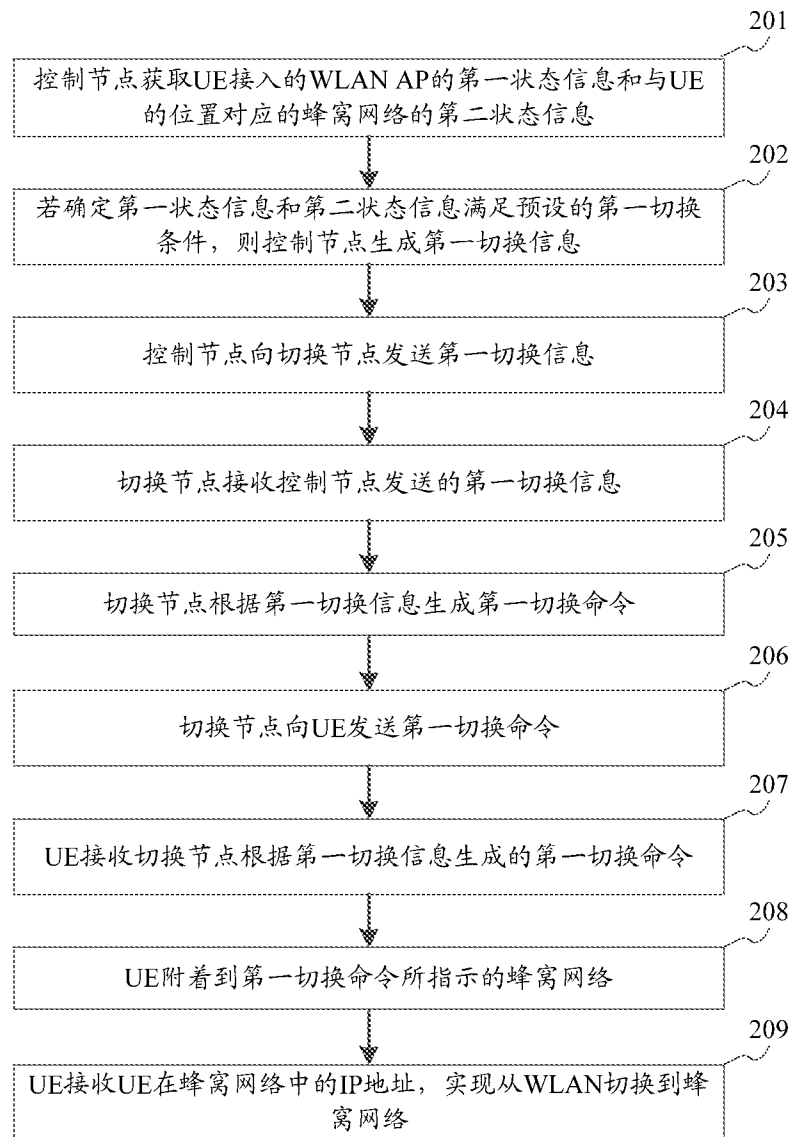 201
控制节点获取UE接入的WLAN AP的第一状态信息和与UE
的位置对应的蜂窝网络的第二状态信息
202
若确定第一状态信息和第二状态信息满足预设的第一切换
条件，则控制节点生成第一切换信息
203
控制节点向切换节点发送第一切换信息
204
切换节点接收控制节点发送的第一切换信息
205
切换节点根据第一切换信息生成第一切换命令
206
切换节点向UE发送第一切换命令
207
UE接收切换节点根据第一切换信息生成的第一切换命令
208
UE附着到第一切换命令所指示的蜂窝网络
209
UE接收UE在蜂窝网络中的IP地址，实现从WLAN切换到蜂
窝网络